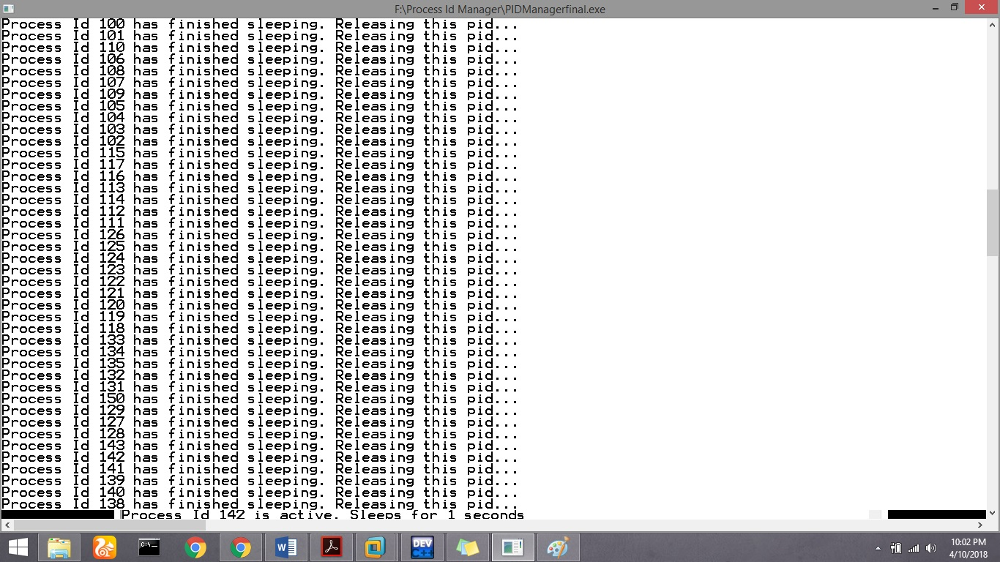 F:\Process Id Manager\PIDManagerfinal.exe
Process Id 100 has finished sleeping. Releasing this pid...
Process Id 101 has finished sleeping. Releasing this pid...
Process Id 110 has finished sleeping. Releasing this pid...
Process Id 106 has finished sleeping. Releasing this pid...
Process Id 108 has finished sleeping. Releasing this pid...
Process Id 107 has finished sleeping. Releasing this pid...
Process Id 109 has finished sleeping. Releasing this pid...
Process Id 105 has finished sleeping. Releasing this pid...
Process Id 104 has finished sleeping. Releasing this pid...
Process Id 103 has finished sleeping. Releasing this pid...
Process Id 102 has finished sleeping. Releasing this pid...
Process Id 115 has finished sleeping. Releasing this pid...
Process Id 117 has finished sleeping. Releasing this pid...
Process Id 116 has finished sleeping. Releasing this pid...
Process Id 113 has finished sleeping. Releasing this pid...
Process Id 114 has finished sleeping. Releasing this pid...
Process Id 112 has finished sleeping. Releasing this pid...
Process Id 111 has finished sleeping. Releasing this pid...
Process Id 126 has finished sleeping. Releasing this pid...
Process Id 125 has finished sleeping. Releasing this pid...
Process Id 124 has finished sleeping. Releasing this pid...
Process Id 123 has finished sleeping. Releasing this pid...
Process Id 122 has finished sleeping. Releasing this pid...
Process Id 121 has finished sleeping. Releasing this pid...
Process Id 120 has finished sleeping. Releasing this pid...
Process Id 119 has finished sleeping. Releasing this pid...
Process Id 118 has finished sleeping. Releasing this pid...
Process Id 133 has finished sleeping. Releasing this pid...
Process Id 134 has finished sleeping. Releasing this pid...
Process Id 135 has finished sleeping. Releasing this pid...
Process Id 132 has finished sleeping. Releasing this pid...
Process Id 131 has finished sleeping. Releasing this pid...
Process Id 150 has finished sleeping. Releasing this pid...
Process Id 129 has finished sleeping. Releasing this pid...
Process Id 127 has finished sleeping. Releasing this pid...
Process Id 128 has finished sleeping. Releasing this pid...
Process Id 143 has finished sleeping. Releasing this pid...
Process Id 142 has finished sleeping. Releasing this pid...
Process Id 141 has finished sleeping. Releasing this pid...
Process Id 139 has finished sleeping. Releasing this pid...
Process Id 140 has finished sleeping. Releasing this pid...
Process Id 138 has finished sleeping. Releasing this pid...
Process Id 142 is active. Sleeps for 1 seconds
C:\.
W
DEV
C++
10:02 PM
4/10/2018